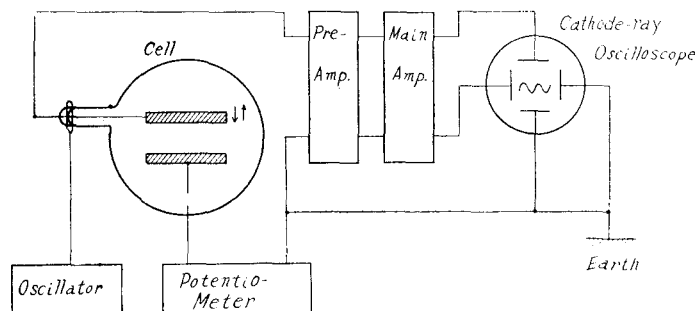 Cell
Pre-
Amp.
Main
Amp.
Cathode-ray
Oscilloscope
Earth
Oscillator
Potentio-
Meter